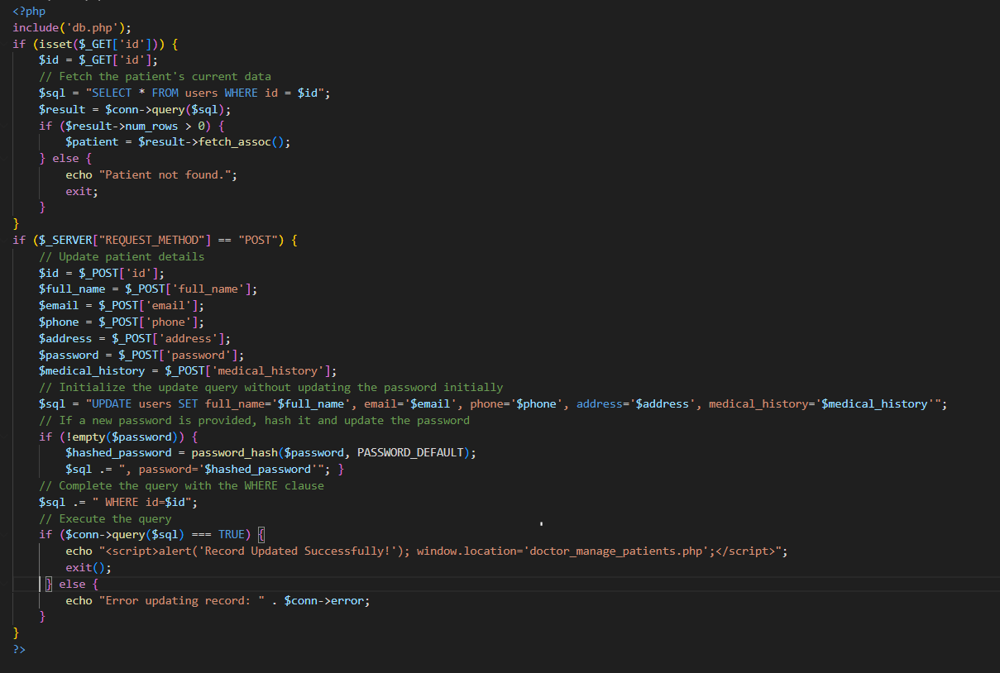 <?php
include('db.php');
if (isset($_GET['id'])) {
    $id = $_GET['id'];
    // Fetch the patient's current data
    $sql = "SELECT * FROM users WHERE id = $id";
    $result = $conn->query($sql);
    if ($result->num_rows > 0) {
        $patient = $result->fetch_assoc();
    } else {
        echo "Patient not found.";
        exit;
    }
}
if ($_SERVER["REQUEST_METHOD"] == "POST") {
    // Update patient details
    $id = $_POST['id'];
    $full_name = $_POST['full_name'];
    $email = $_POST['email'];
    $phone = $_POST['phone'];
    $address = $_POST['address'];
    $password = $_POST['password'];
    $medical_history = $_POST['medical_history'];
    // Initialize the update query without updating the password initially
    $sql = "UPDATE users SET full_name='$full_name', email='$email', phone='$phone', address='$address', medical_history='$medical_history'";
    // If a new password is provided, hash it and update the password
    if (!empty($password)) {
        $hashed_password = password_hash($password, PASSWORD_DEFAULT);
        $sql .= ", password='$hashed_password'"; }
    // Complete the query with the WHERE clause
    $sql .= " WHERE id=$id";
    // Execute the query
    if ($conn->query($sql) === TRUE) {
        echo "<script>alert('Record Updated Successfully!'); window.location='doctor_manage_patients.php';</script>";
        exit();
     } else {
        echo "Error updating record: " . $conn->error;
    }
}
?>